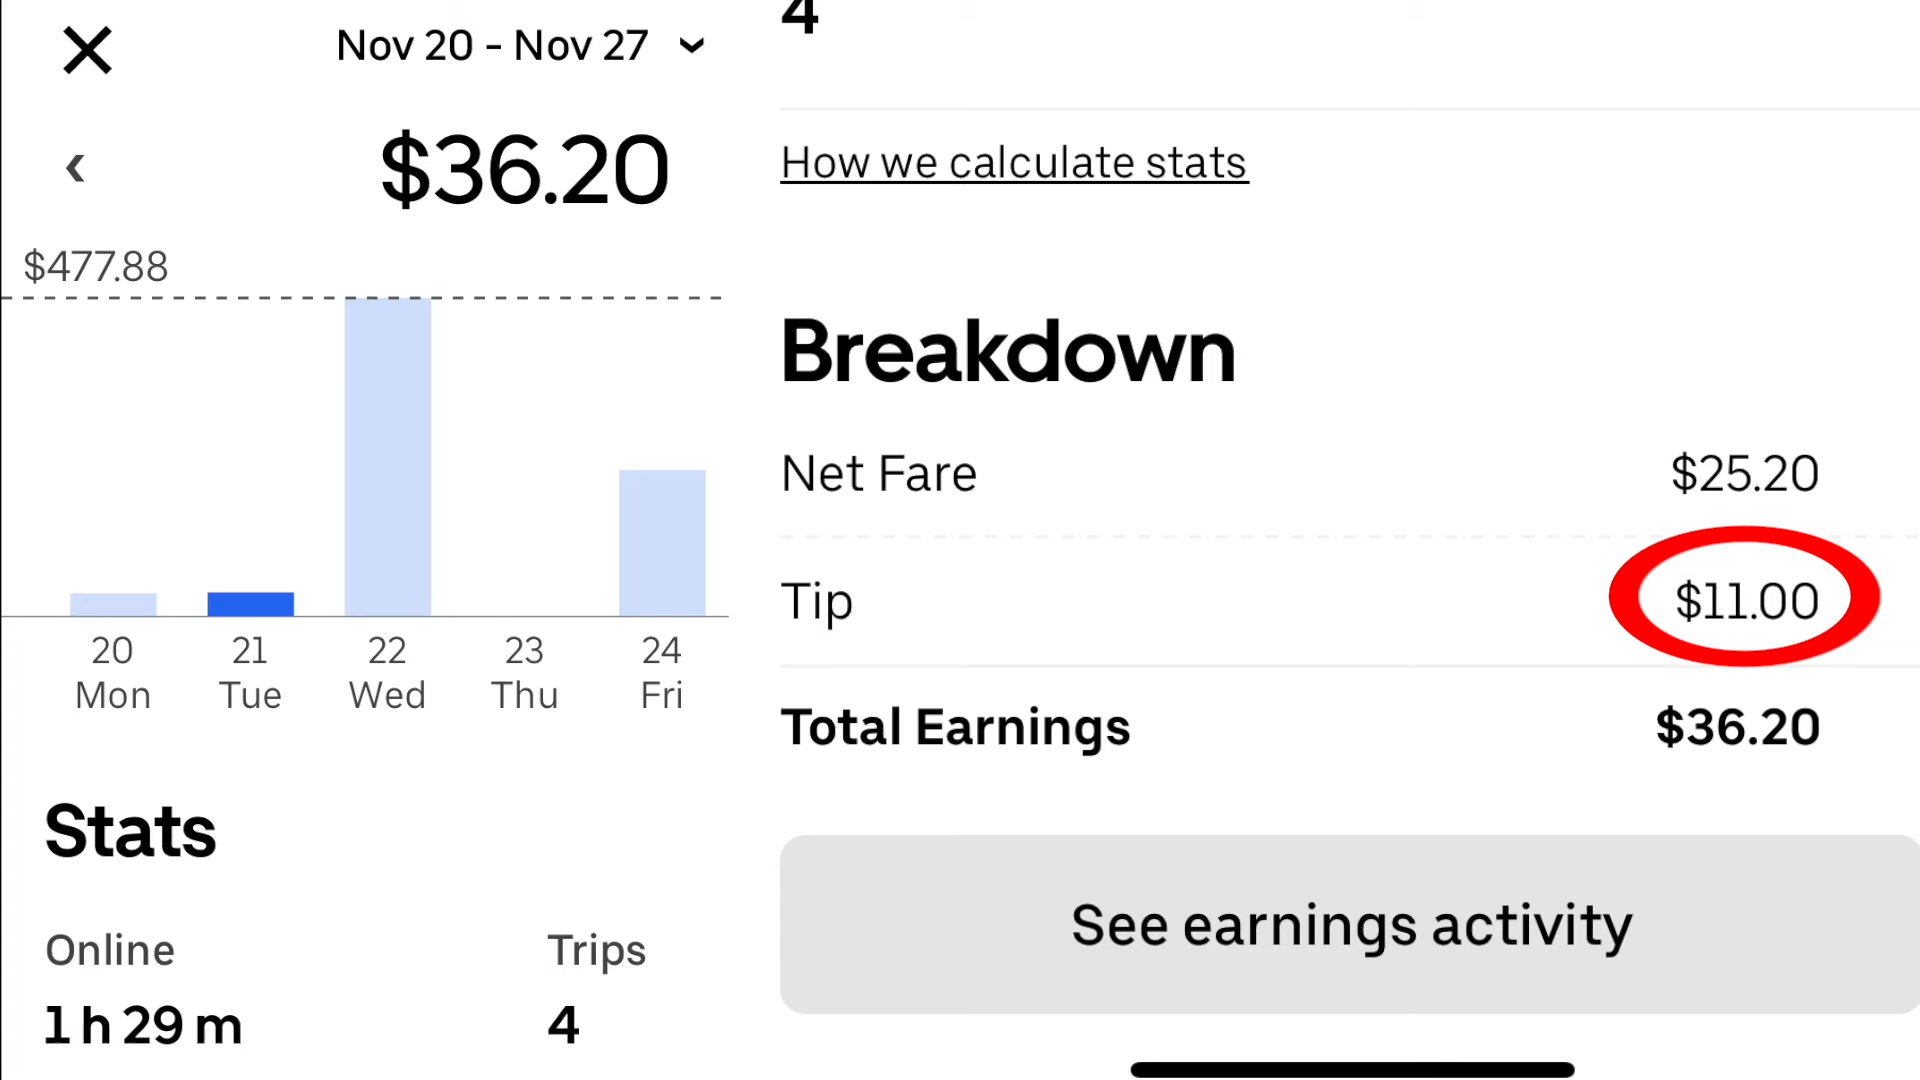 Nov 20 - Nov 27
$36.20
$477.88
20 21 22 23 24
Mon Tue Wed Thu Fri
Stats
Online Trips
1 h 29 m 4
4
How we calculate stats
Breakdown
Net Fare $25.20
Tip $11.00
Total Earnings $36.20
See earnings activity